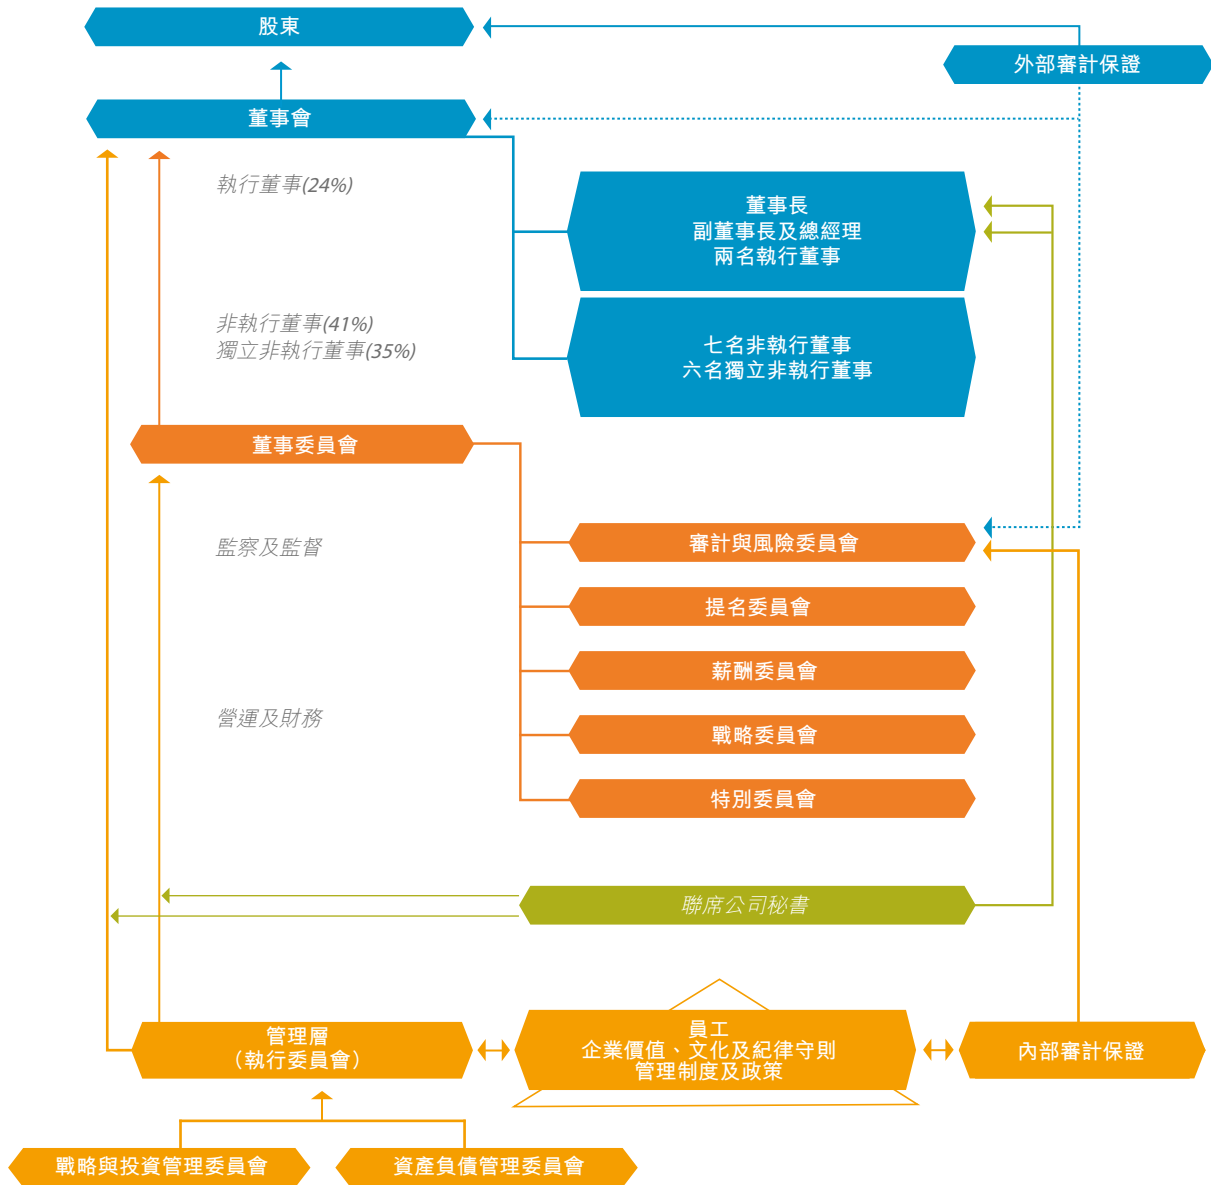 股東
外部審計保證
董事會
執行董事(24%)
董事長
副董事長及總經理
兩名執行董事
非執行董事(41%)
獨立非執行董事(35%)
七名非執行董事
六名獨立非執行董事
董事委員會
監察及監督
審計與風險委員會
提名委員會
薪酬委員會
營運及財務
戰略委員會
特別委員會
聯席公司秘書
管理層
（執行委員會）
員工
企業價值、文化及紀律守則
管理制度及政策
內部審計保證
戰略與投資管理委員會
資產負債管理委員會